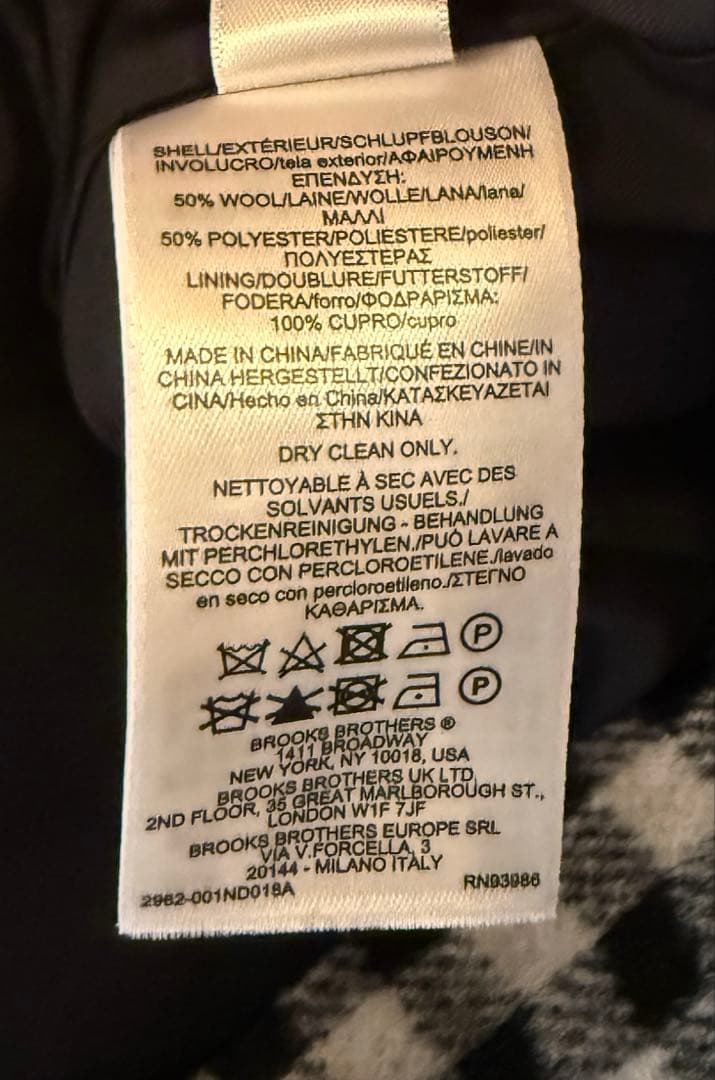 SHELL/EXTÉRIEUR/SCHLUPFBLOUSON/
INVOLUCRO/tela exterior/ΑΦΑΙΡΟΥΜΕΝΗ
ΕΠΕΝΔΥΣΗ:
50% WOOL/LAINE/WOLLE/LANA/lana/
ΜΑΛΛΙ
50% POLYESTER/POLIESTERE/poliester/
ΠΟΛΥΕΣΤΕΡΑΣ
LINING/DOUBLURE/FUTTERSTOFF/
FODERA/forro/ΦΟΔΡΑΡΙΣΜΑ:
100% CUPRO/cupro
MADE IN CHINA/FABRIQUÉ EN CHINE/IN
CHINA HERGESTELLT/CONFEZIONATO IN
CINA/Hecho en China/ΚΑΤΑΣΚΕΥΑΖΕΤΑΙ
ΣΤΗΝ ΚΙΝΑ
DRY CLEAN ONLY.
NETTOYABLE À SEC AVEC DES
SOLVANTS USUELS./
TROCKENREINIGUNG - BEHANDLUNG
MIT PERCHLORETHYLEN./PUÒ LAVARE A
SECCO CON PERCLOROETILENE./lavado
en seco con percloroetileno./ΣΤΕΓΝΟ
ΚΑΘΑΡΙΣΜΑ.
P
P
BROOKS BROTHERS ®
1411 BROADWAY
NEW YORK, NY 10018, USA
BROOKS BROTHERS UK LTD,
2ND FLOOR, 35 GREAT MARLBOROUGH ST.,
LONDON W1F 7JF
BROOKS BROTHERS EUROPE SRL
VIA V.FORCELLA, 3
20144 - MILANO ITALY
2962-001ND018A RN93986